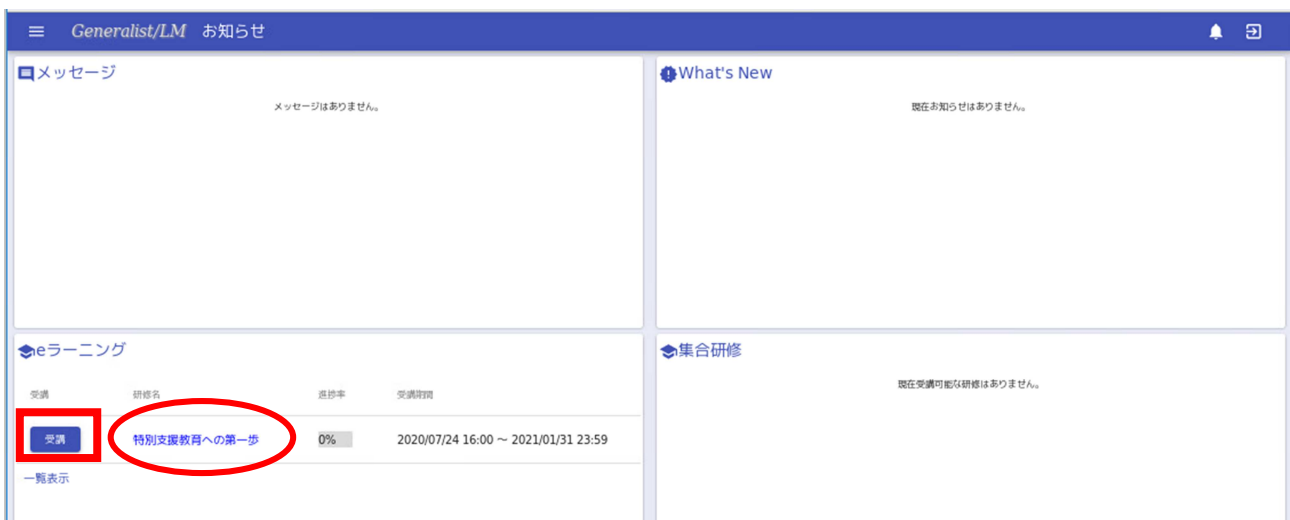 Generalist/LM お知らせ
メッセージ
メッセージはありません。
What's New
現在お知らせはありません。
eラーニング
受講 研修名 進捗率 受講期間
受講 特別支援教育への第一歩 0% 2020/07/24 16:00 ～ 2021/01/31 23:59
一覧表示
集合研修
現在受講可能な研修はありません。